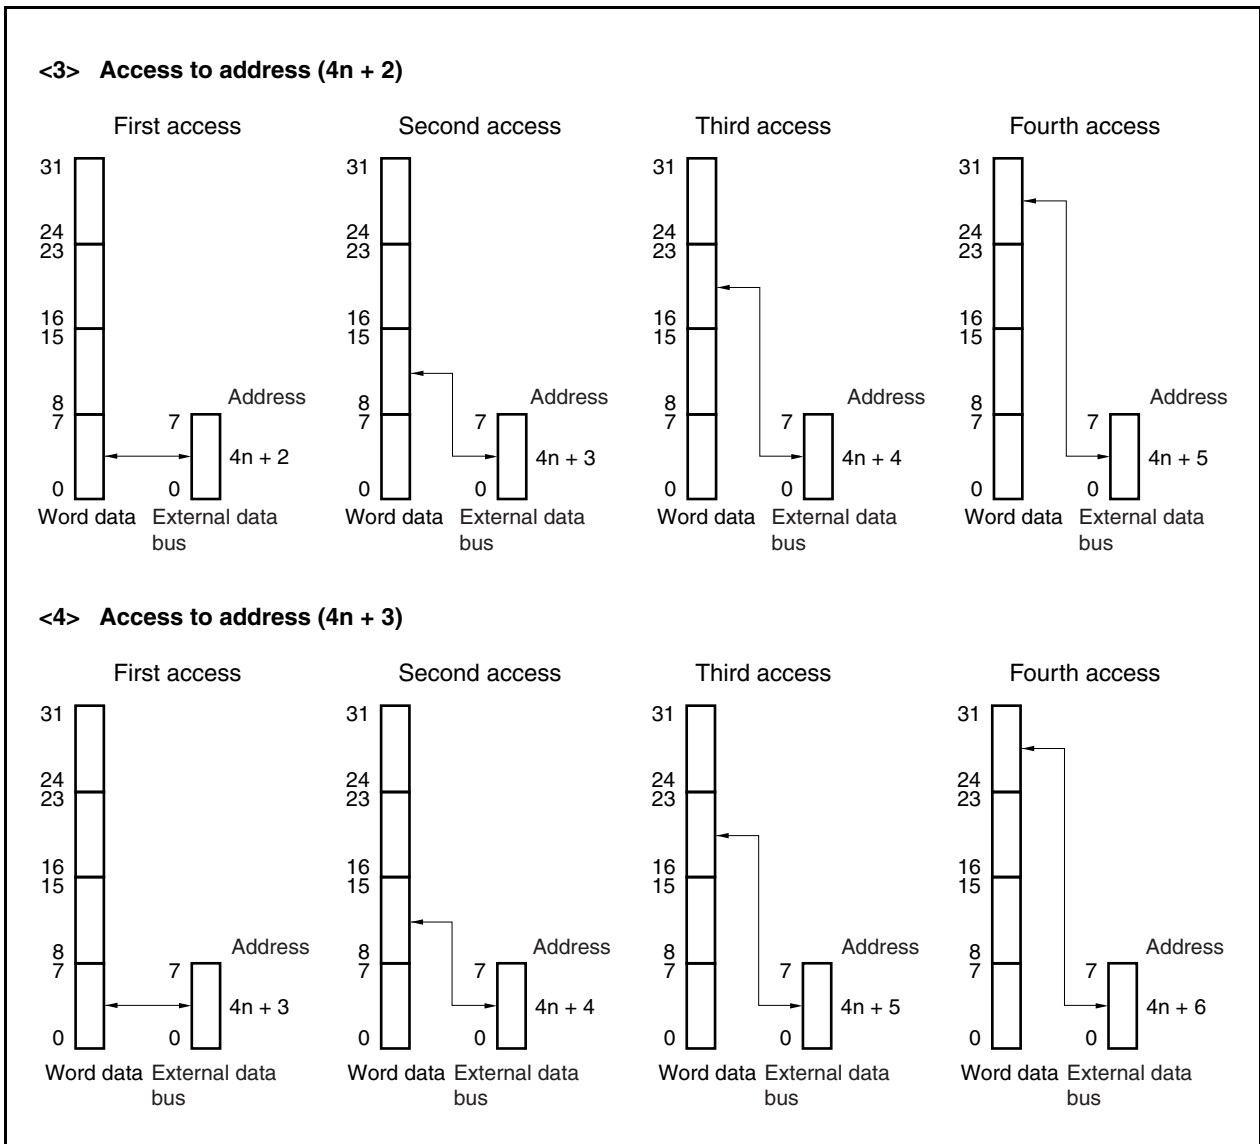 <3> Access to address (4n + 2)
First access
Second access
Third access
Fourth access
31
24
23
16
15
8
7
0
7
0
Address
4n + 2
Word data
External data
bus
31
24
23
16
15
8
7
0
7
0
Address
4n + 3
Word data
External data
bus
31
24
23
16
15
8
7
0
7
0
Address
4n + 4
Word data
External data
bus
31
24
23
16
15
8
7
0
7
0
Address
4n + 5
Word data
External data
bus
<4> Access to address (4n + 3)
First access
Second access
Third access
Fourth access
31
24
23
16
15
8
7
0
7
0
Address
4n + 3
Word data
External data
bus
31
24
23
16
15
8
7
0
7
0
Address
4n + 4
Word data
External data
bus
31
24
23
16
15
8
7
0
7
0
Address
4n + 5
Word data
External data
bus
31
24
23
16
15
8
7
0
7
0
Address
4n + 6
Word data
External data
bus